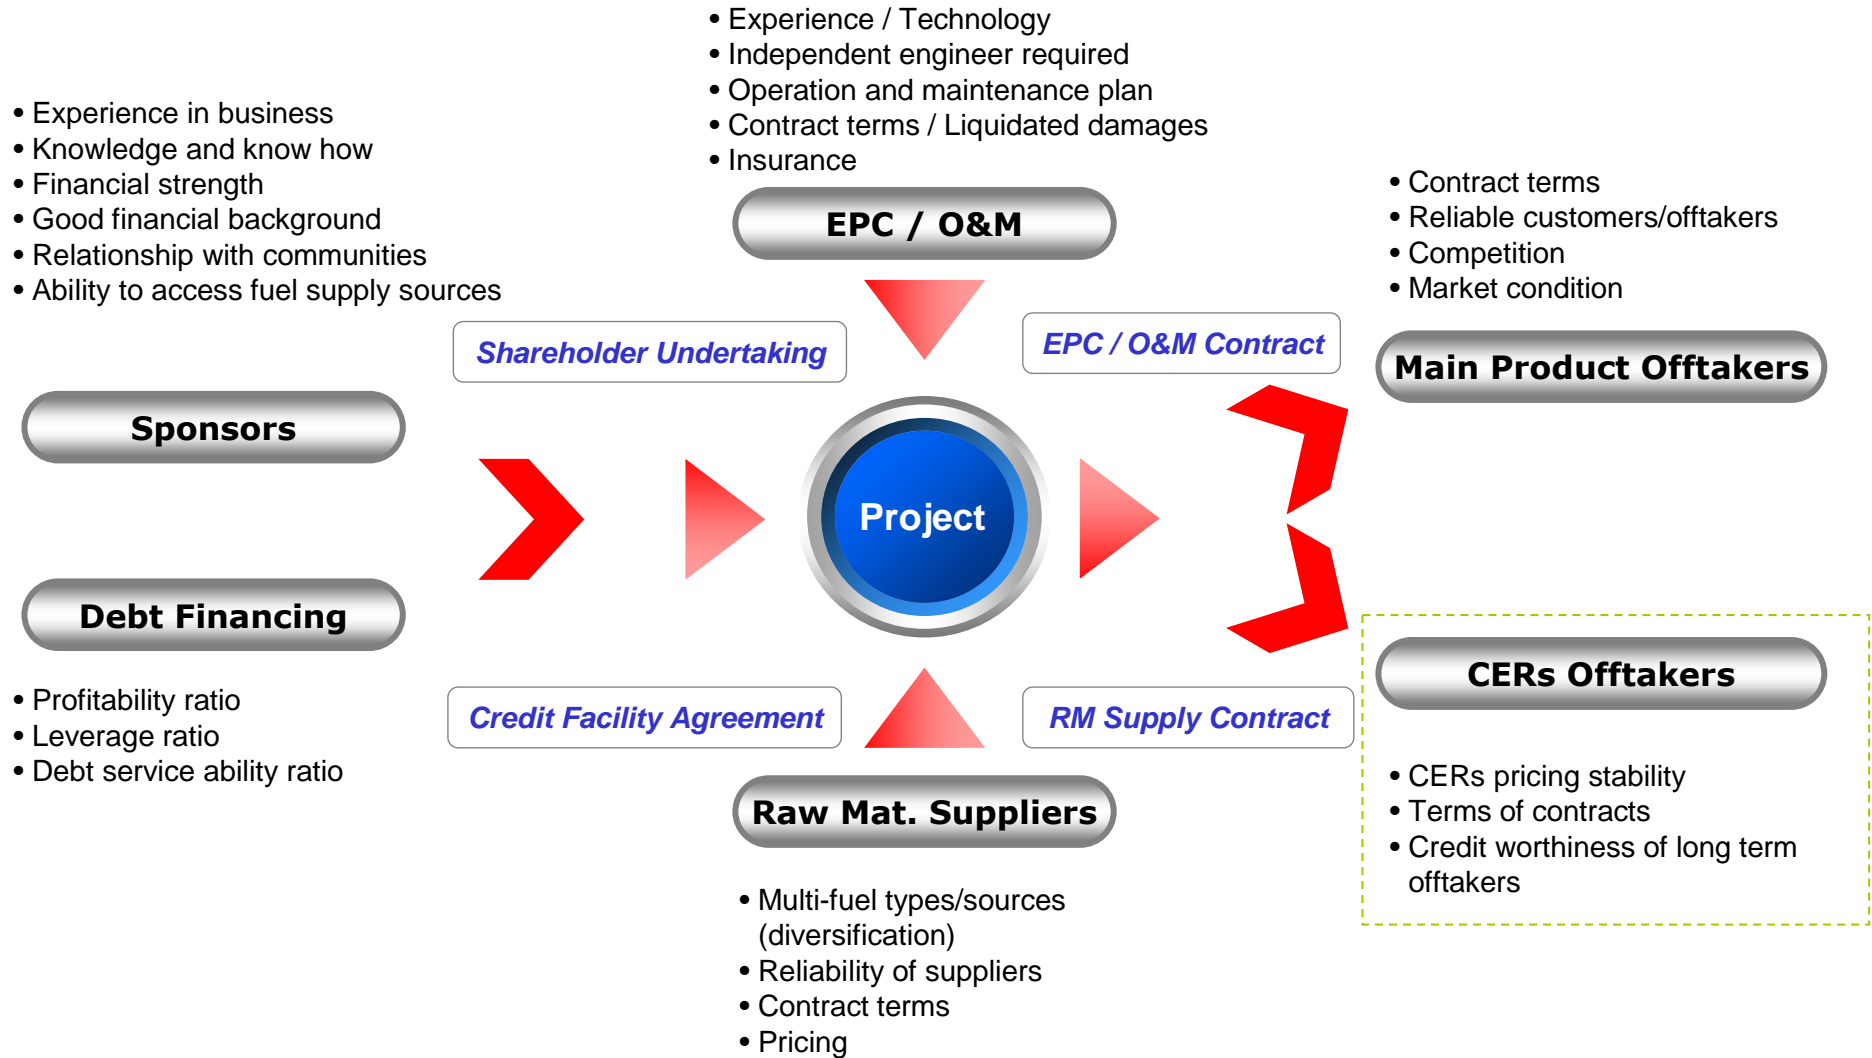 • Experience / Technology
• Independent engineer required
• Operation and maintenance plan
• Contract terms / Liquidated damages
• Insurance
EPC / O&M
• Experience in business
• Knowledge and know how
• Financial strength
• Good financial background
• Relationship with communities
• Ability to access fuel supply sources
• Contract terms
• Reliable customers/offtakers
• Competition
• Market condition
Shareholder Undertaking
EPC / O&M Contract
Main Product Offtakers
Sponsors
Project
Debt Financing
• Profitability ratio
• Leverage ratio
• Debt service ability ratio
Credit Facility Agreement
RM Supply Contract
CERs Offtakers
• CERs pricing stability
• Terms of contracts
• Credit worthiness of long term
offtakers
Raw Mat. Suppliers
• Multi-fuel types/sources
(diversification)
• Reliability of suppliers
• Contract terms
• Pricing